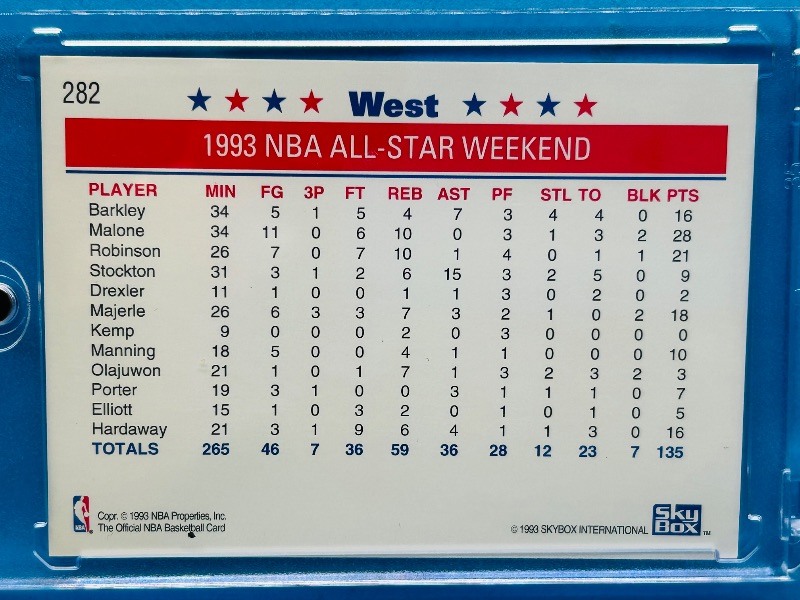 282
★ ★ ★ ★ West ★ ★ ★ ★
1993 NBA ALL-STAR WEEKEND
PLAYER MIN FG 3P FT REB AST PF STL TO BLK PTS
Barkley 34 5 1 5 4 7 3 4 4 0 16
Malone 34 11 0 6 10 0 3 1 3 2 28
Robinson 26 7 0 7 10 1 4 0 1 1 21
Stockton 31 3 1 2 6 15 3 2 5 0 9
Drexler 11 1 0 0 1 1 3 0 2 0 2
Majerle 26 6 3 3 7 3 2 1 0 2 18
Kemp 9 0 0 0 2 0 3 0 0 0 0
Manning 18 5 0 0 4 1 1 0 0 0 10
Olajuwon 21 1 0 1 7 1 3 2 3 2 3
Porter 19 3 1 0 0 3 1 1 1 0 7
Elliott 15 1 0 3 2 0 1 0 1 0 5
Hardaway 21 3 1 9 6 4 1 1 3 0 16
TOTALS 265 46 7 36 59 36 28 12 23 7 135
NBA
Copr. © 1993 NBA Properties, Inc.
The Official NBA Basketball Card
© 1993 SKYBOX INTERNATIONAL
Sky
Box™